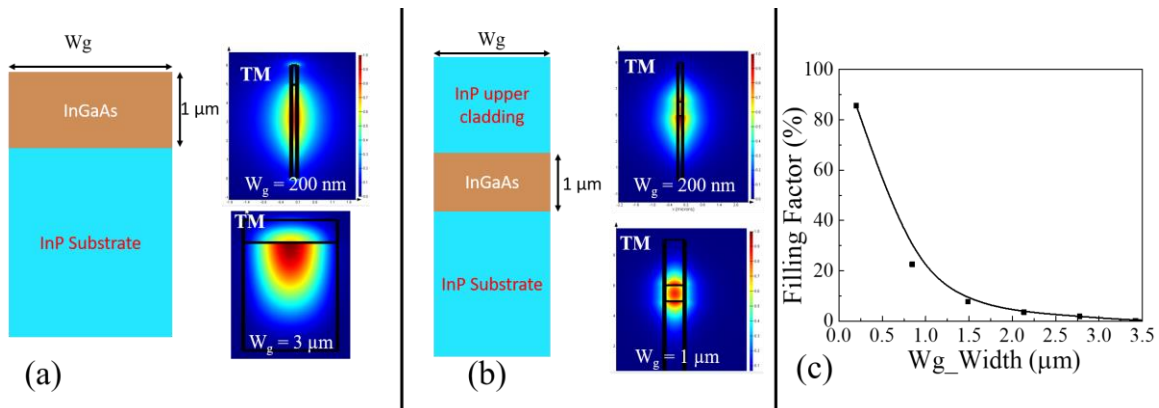 Wg
InGaAs
1 μm
InP Substrate
TM
Wg = 200 nm
TM
Wg = 3 μm
(a)
Wg
InP upper
cladding
InGaAs
1 μm
InP Substrate
TM
Wg = 200 nm
TM
Wg = 1 μm
(b)
Filling Factor (%)
100
80
60
40
20
0
0.0 0.5 1.0 1.5 2.0 2.5 3.0 3.5
Wg_Width (μm)
(c)